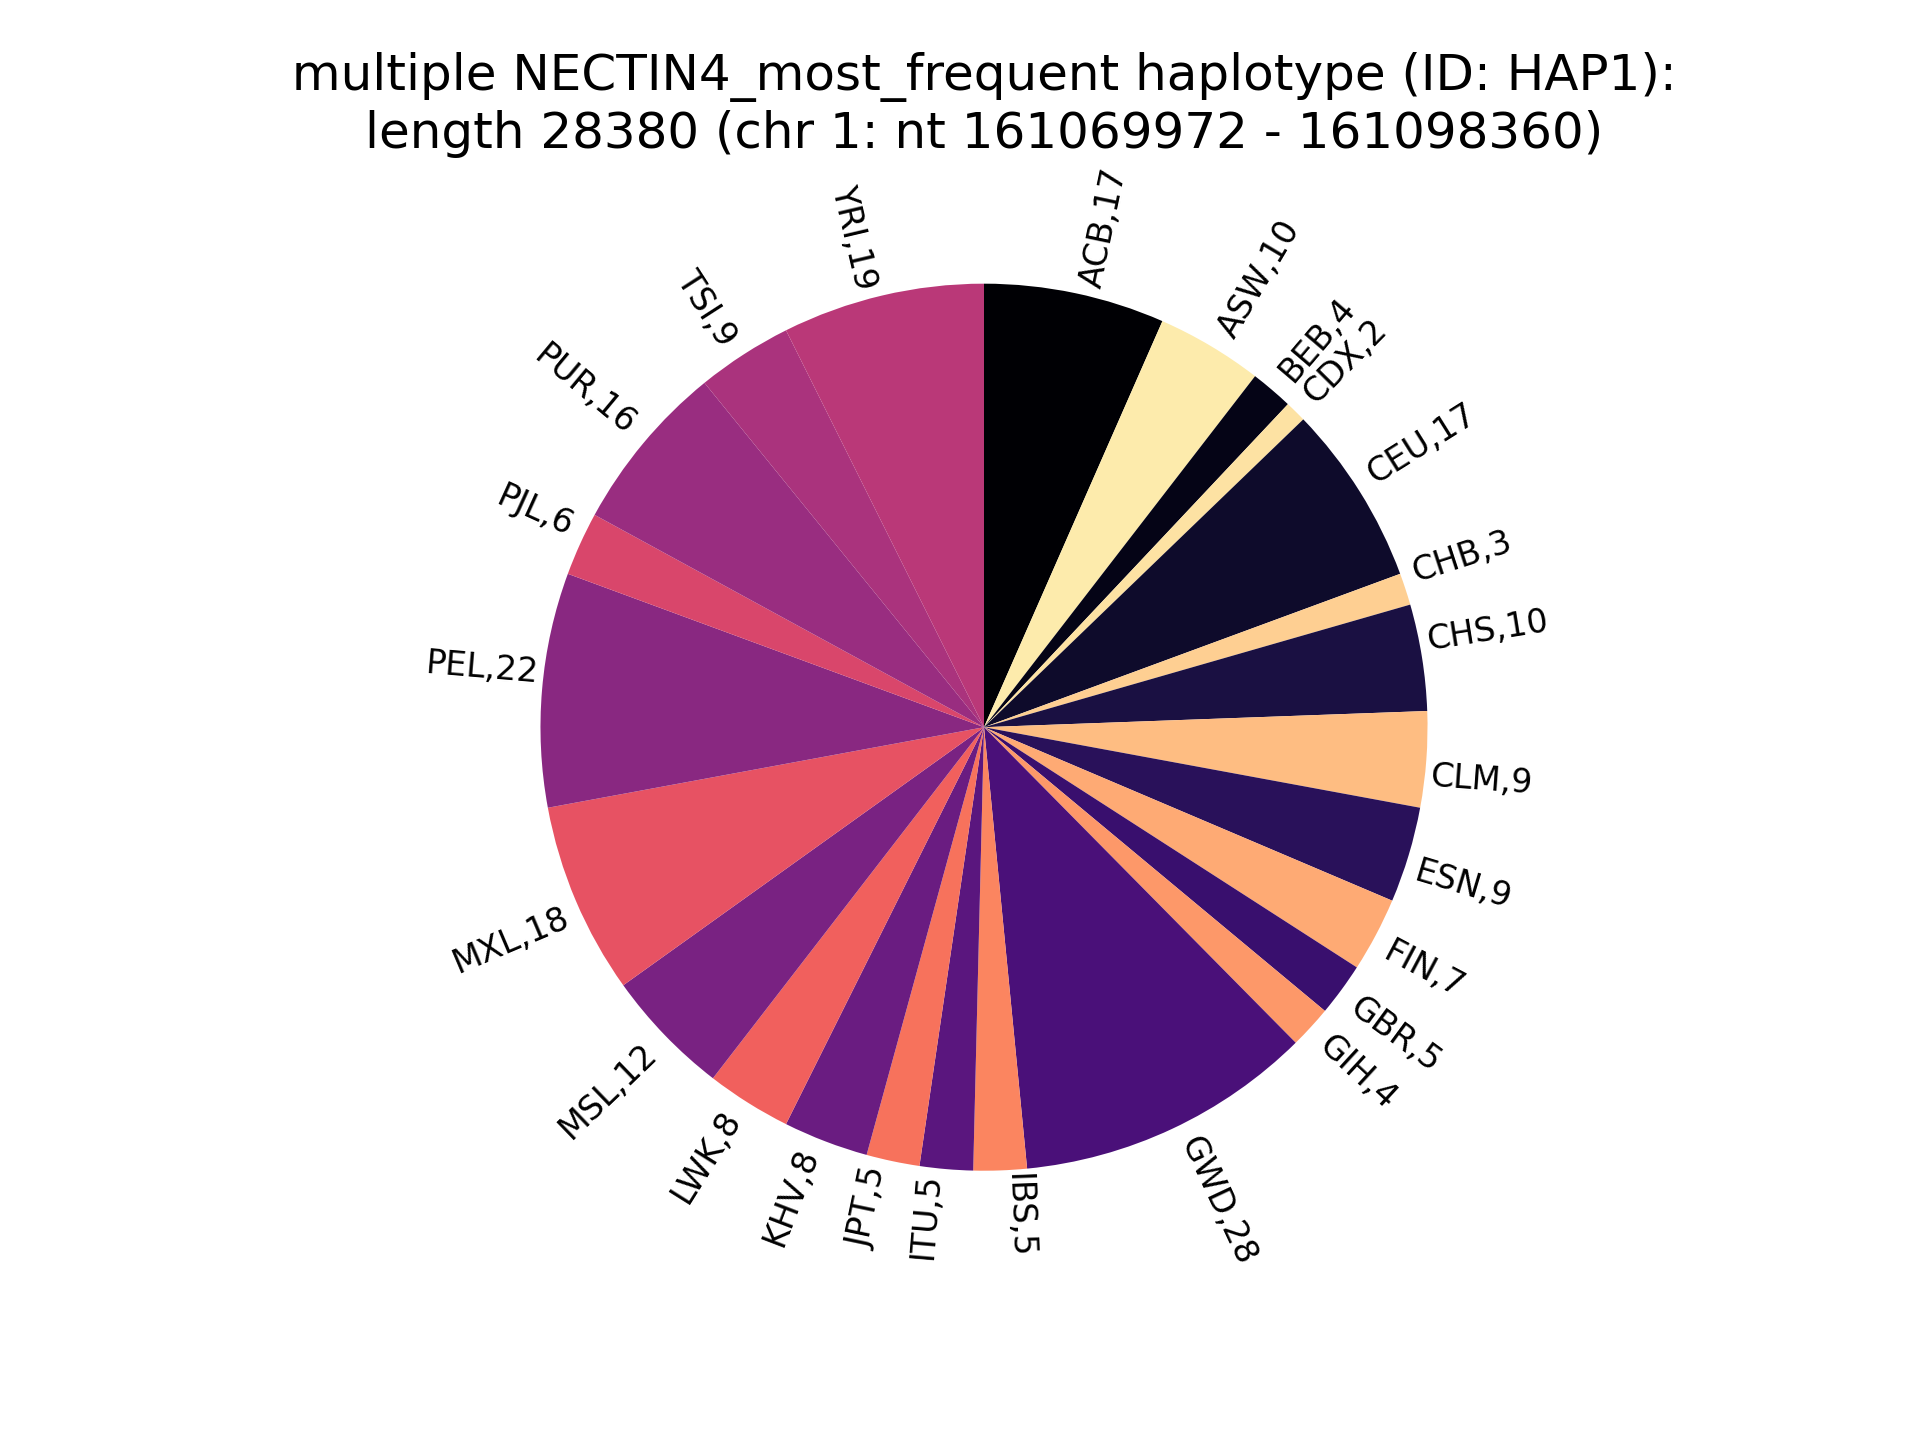 multiple NECTIN4_most_frequent haplotype (ID: HAP1):
length 28380 (chr 1: nt 161069972 - 161098360)
ACB,17
ASW,10
BEB,4
CDX,2
CEU,17
CHB,3
CHS,10
CLM,9
ESN,9
FIN,7
GBR,5
GIH,4
GWD,28
IBS,5
ITU,5
JPT,5
KHV,8
LWK,8
MSL,12
MXL,18
PEL,22
PJL,6
PUR,16
TSI,9
YRI,19